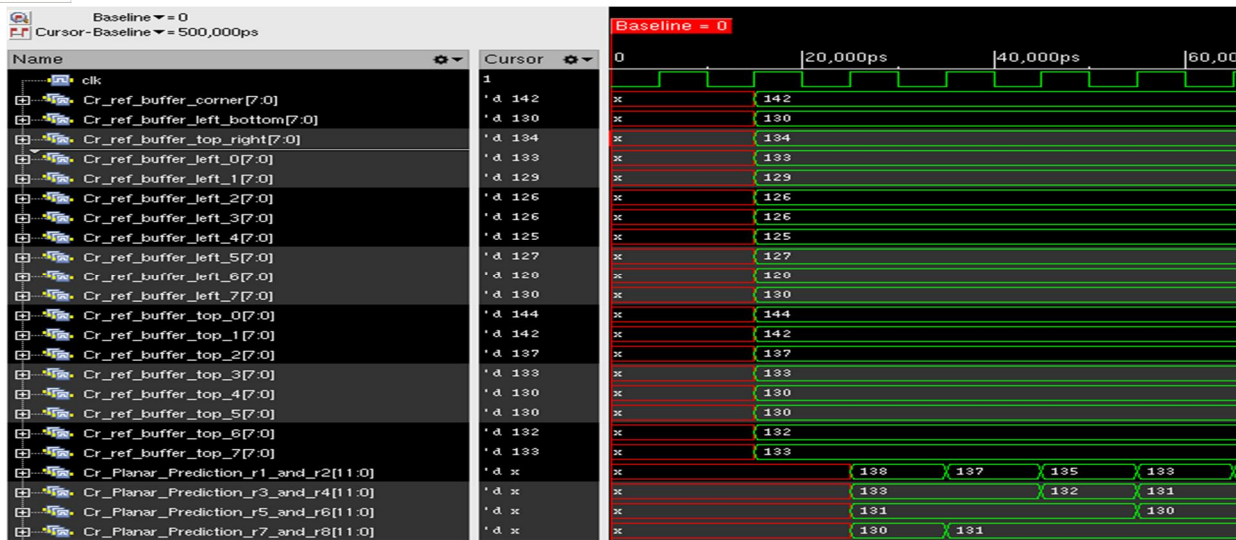 Baseline = 0
Cursor-Baseline = 500,000ps
Baseline = 0
Name Cursor 0 20,000ps 40,000ps 60,00
clk 1
Cr_ref_buffer_corner[7:0] 'd 142 x 142
Cr_ref_buffer_left_bottom[7:0] 'd 130 x 130
Cr_ref_buffer_top_right[7:0] 'd 134 x 134
Cr_ref_buffer_left_0[7:0] 'd 133 x 133
Cr_ref_buffer_left_1[7:0] 'd 129 x 129
Cr_ref_buffer_left_2[7:0] 'd 126 x 126
Cr_ref_buffer_left_3[7:0] 'd 126 x 126
Cr_ref_buffer_left_4[7:0] 'd 125 x 125
Cr_ref_buffer_left_5[7:0] 'd 127 x 127
Cr_ref_buffer_left_6[7:0] 'd x
Cr_ref_buffer_left_7[7:0] 'd 130 x 130
Cr_ref_buffer_top_0[7:0] 'd 144 x 144
Cr_ref_buffer_top_1[7:0] 'd 142 x 142
Cr_ref_buffer_top_2[7:0] 'd 137 x 137
Cr_ref_buffer_top_3[7:0] 'd 133 x 133
Cr_ref_buffer_top_4[7:0] 'd 130 x 130
Cr_ref_buffer_top_5[7:0] 'd 130 x 130
Cr_ref_buffer_top_6[7:0] 'd 132 x 132
Cr_ref_buffer_top_7[7:0] 'd 133 x 133
Cr_Planar_Prediction_r1_and_r2[11:0] 'd x x 138 137 135 133
Cr_Planar_Prediction_r3_and_r4[11:0] 'd x x 133 132 131
Cr_Planar_Prediction_r5_and_r6[11:0] 'd x x 131 130
Cr_Planar_Prediction_r7_and_r8[11:0] 'd x x 130 131